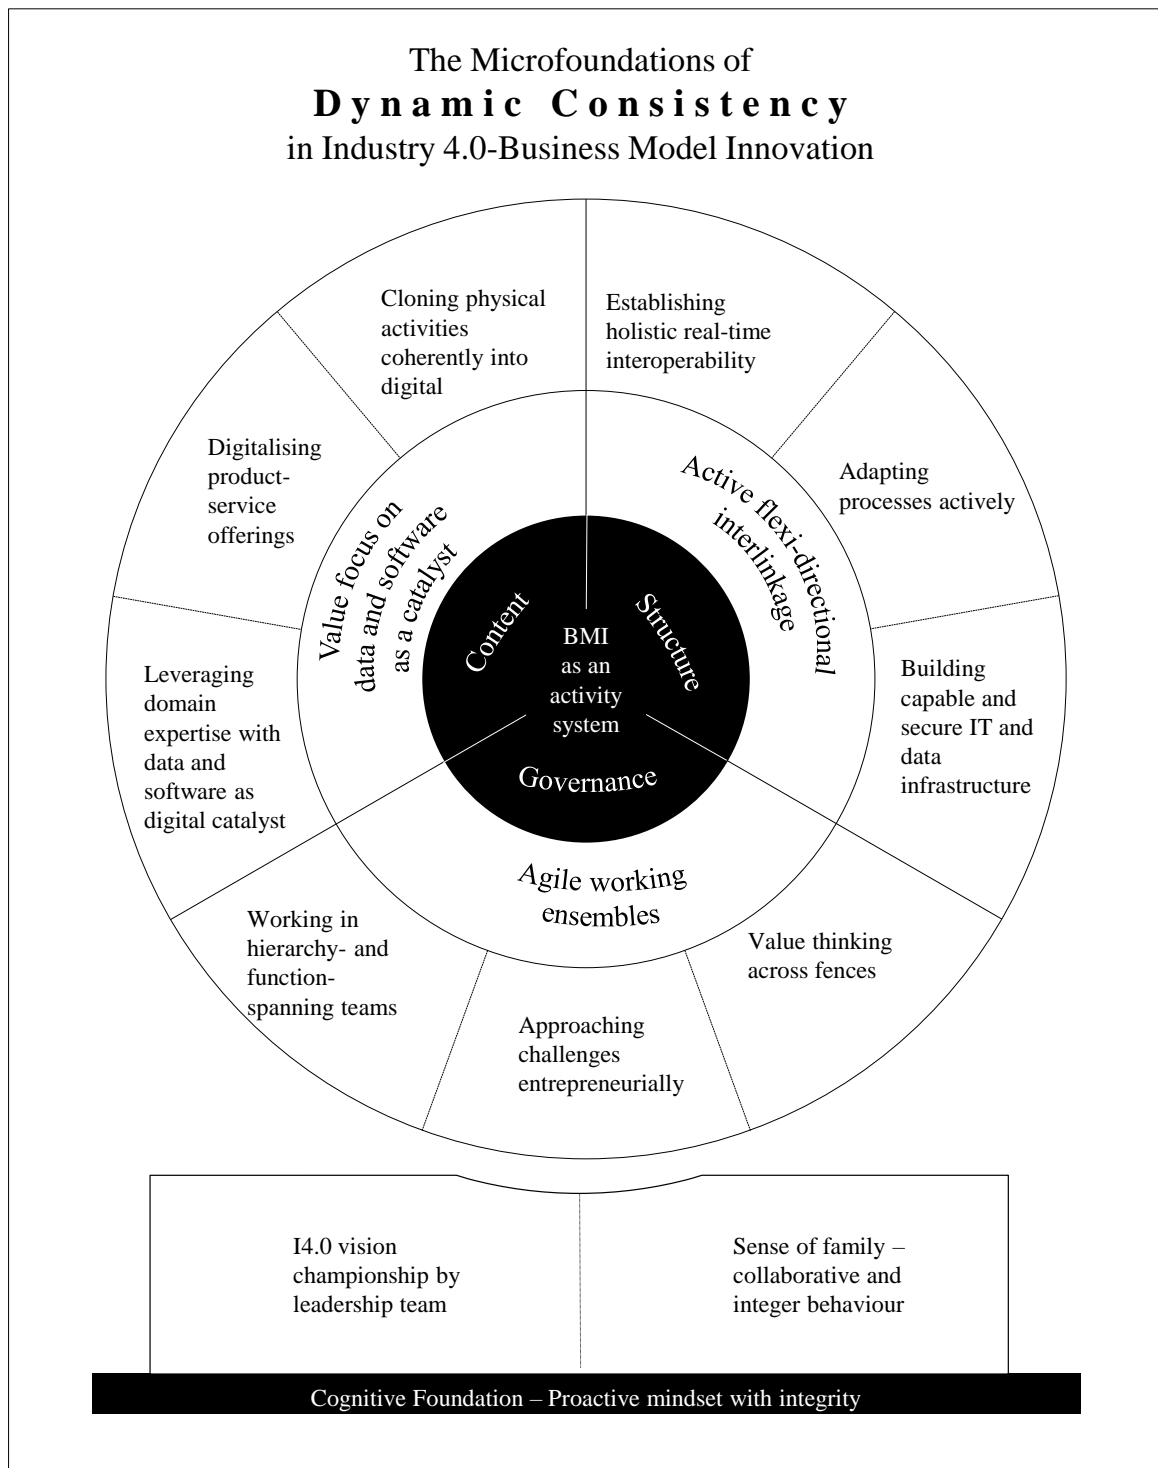 The Microfoundations of
Dynamic Consistency
in Industry 4.0-Business Model Innovation
Cloning physical
activities
coherently into
digital
Establishing
holistic real-time
interoperability
Digitalising
product-
service
offerings
Adapting
processes actively
Value focus on
data and software
as a catalyst
Active flexi-directional
interlinkage
Content
Structure
BMI
as an
activity
system
Governance
Leveraging
domain
expertise with
data and
software as
digital catalyst
Building
capable and
secure IT and
data
infrastructure
Agile working
ensembles
Working in
hierarchy- and
function-
spanning teams
Approaching
challenges
entrepreneurially
Value thinking
across fences
I4.0 vision
championship by
leadership team
Sense of family –
collaborative and
integer behaviour
Cognitive Foundation – Proactive mindset with integrity